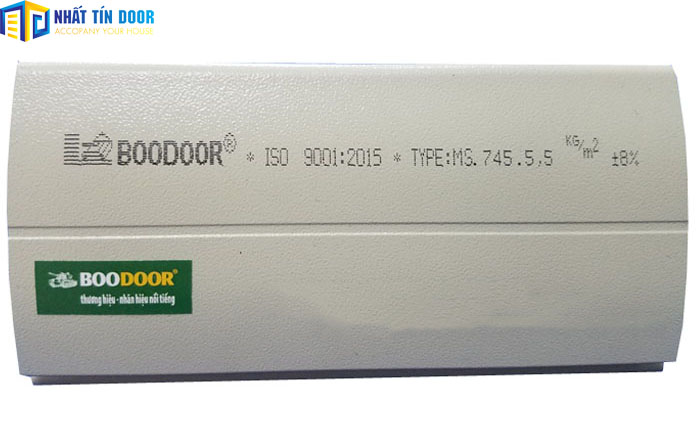 NHẤT TÍN DOOR
ACCOPANY YOUR HOUSE
BOODOOR® * ISO 9001:2015 * TYPE:MS.745.5,5 KG/m² ±8%
BOODOOR®
thương hiệu - nhãn hiệu nổi tiếng